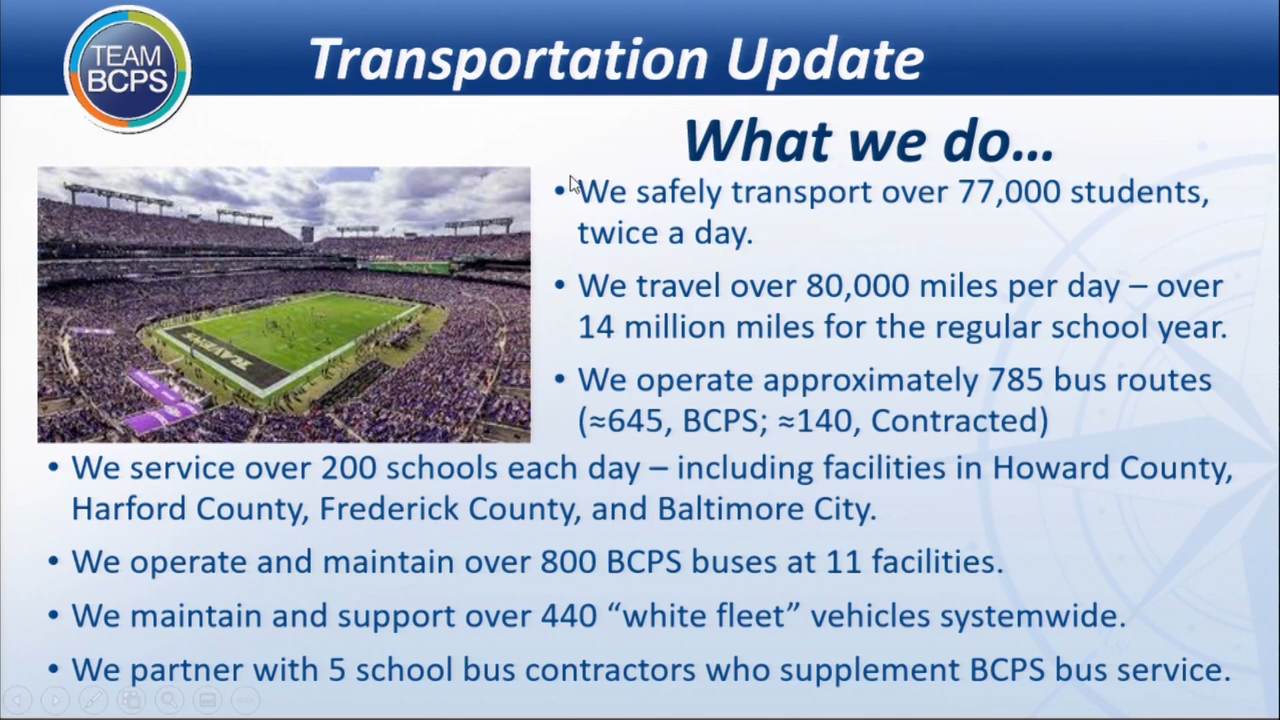 TEAM
BCPS
Transportation Update
What we do...
• We safely transport over 77,000 students,
twice a day.
• We travel over 80,000 miles per day – over
14 million miles for the regular school year.
• We operate approximately 785 bus routes
(≈645, BCPS; ≈140, Contracted)
RAVENS
• We service over 200 schools each day – including facilities in Howard County,
Harford County, Frederick County, and Baltimore City.
• We operate and maintain over 800 BCPS buses at 11 facilities.
• We maintain and support over 440 “white fleet” vehicles systemwide.
• We partner with 5 school bus contractors who supplement BCPS bus service.